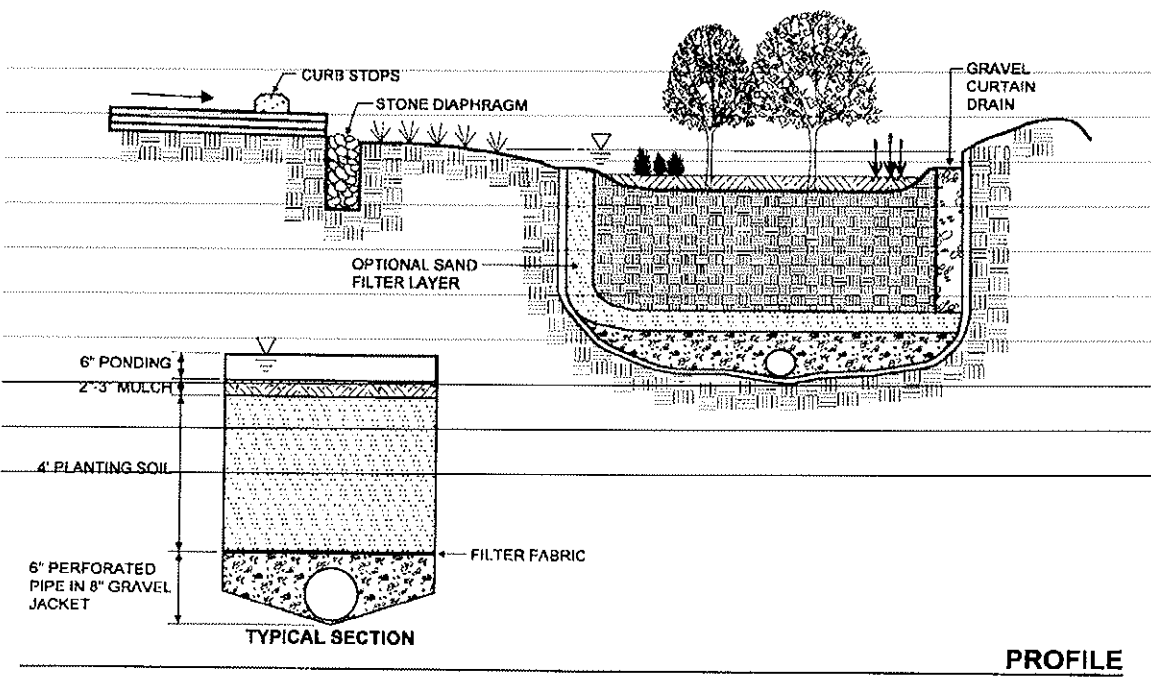 CURB STOPS
STONE DIAPHRAGM
GRAVEL
CURTAIN
DRAIN
OPTIONAL SAND
FILTER LAYER
6" PONDING
2"-3" MULCH
4' PLANTING SOIL
FILTER FABRIC
6" PERFORATED
PIPE IN 8" GRAVEL
JACKET
TYPICAL SECTION
PROFILE